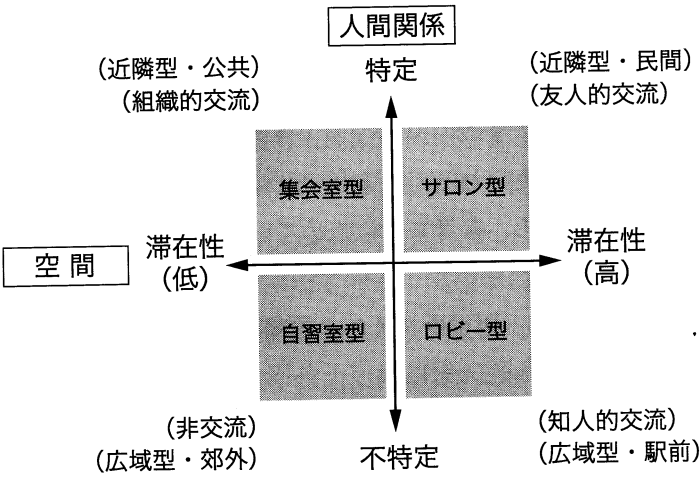 人間関係
(近隣型・公共)
(組織的交流)
特定
(近隣型・民間)
(友人的交流)
集会室型
サロン型
空間
滞在性
(低)
滞在性
(高)
自習室型
ロビー型
(非交流)
(広域型・郊外)
不特定
(知人的交流)
(広域型・駅前)